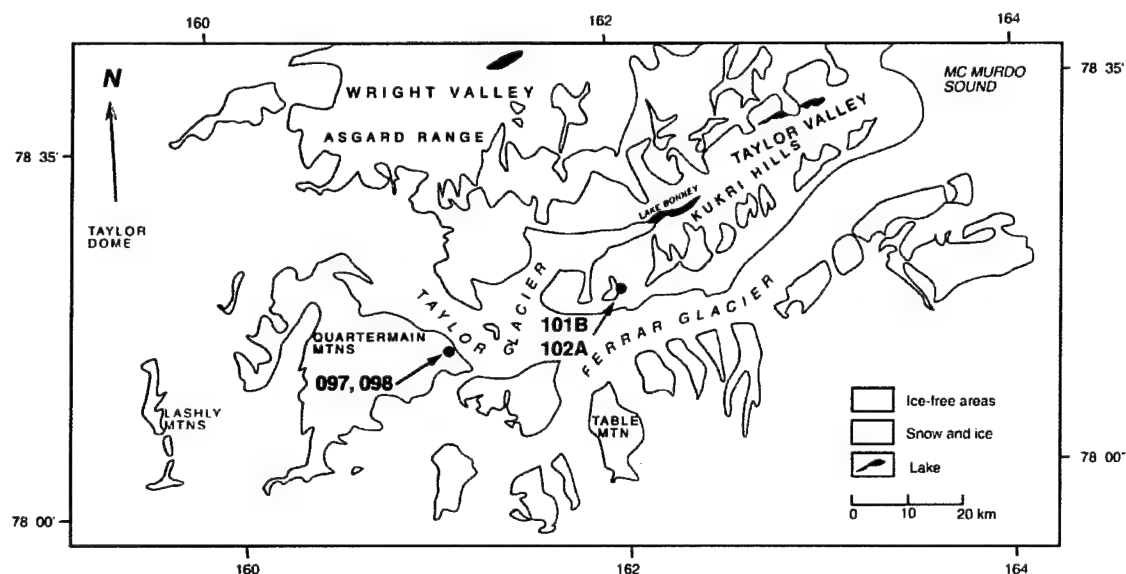 160
162
164
78 35'
MC MURDO
SOUND
N
WRIGHT VALLEY
ASGARD RANGE
TAYLOR VALLEY
KUKRI HILLS
78 35'
LAKE BONNEY
TAYLOR
DOME
TAYLOR
GLACIER
101B
102A
FERRAR GLACIER
QUARTERMAIN
MTNS
097, 098
LASHLY
MTNS
TABLE
MTN
Ice-free areas
Snow and ice
Lake
0 10 20 km
78 00'
78 00'
160
162
164